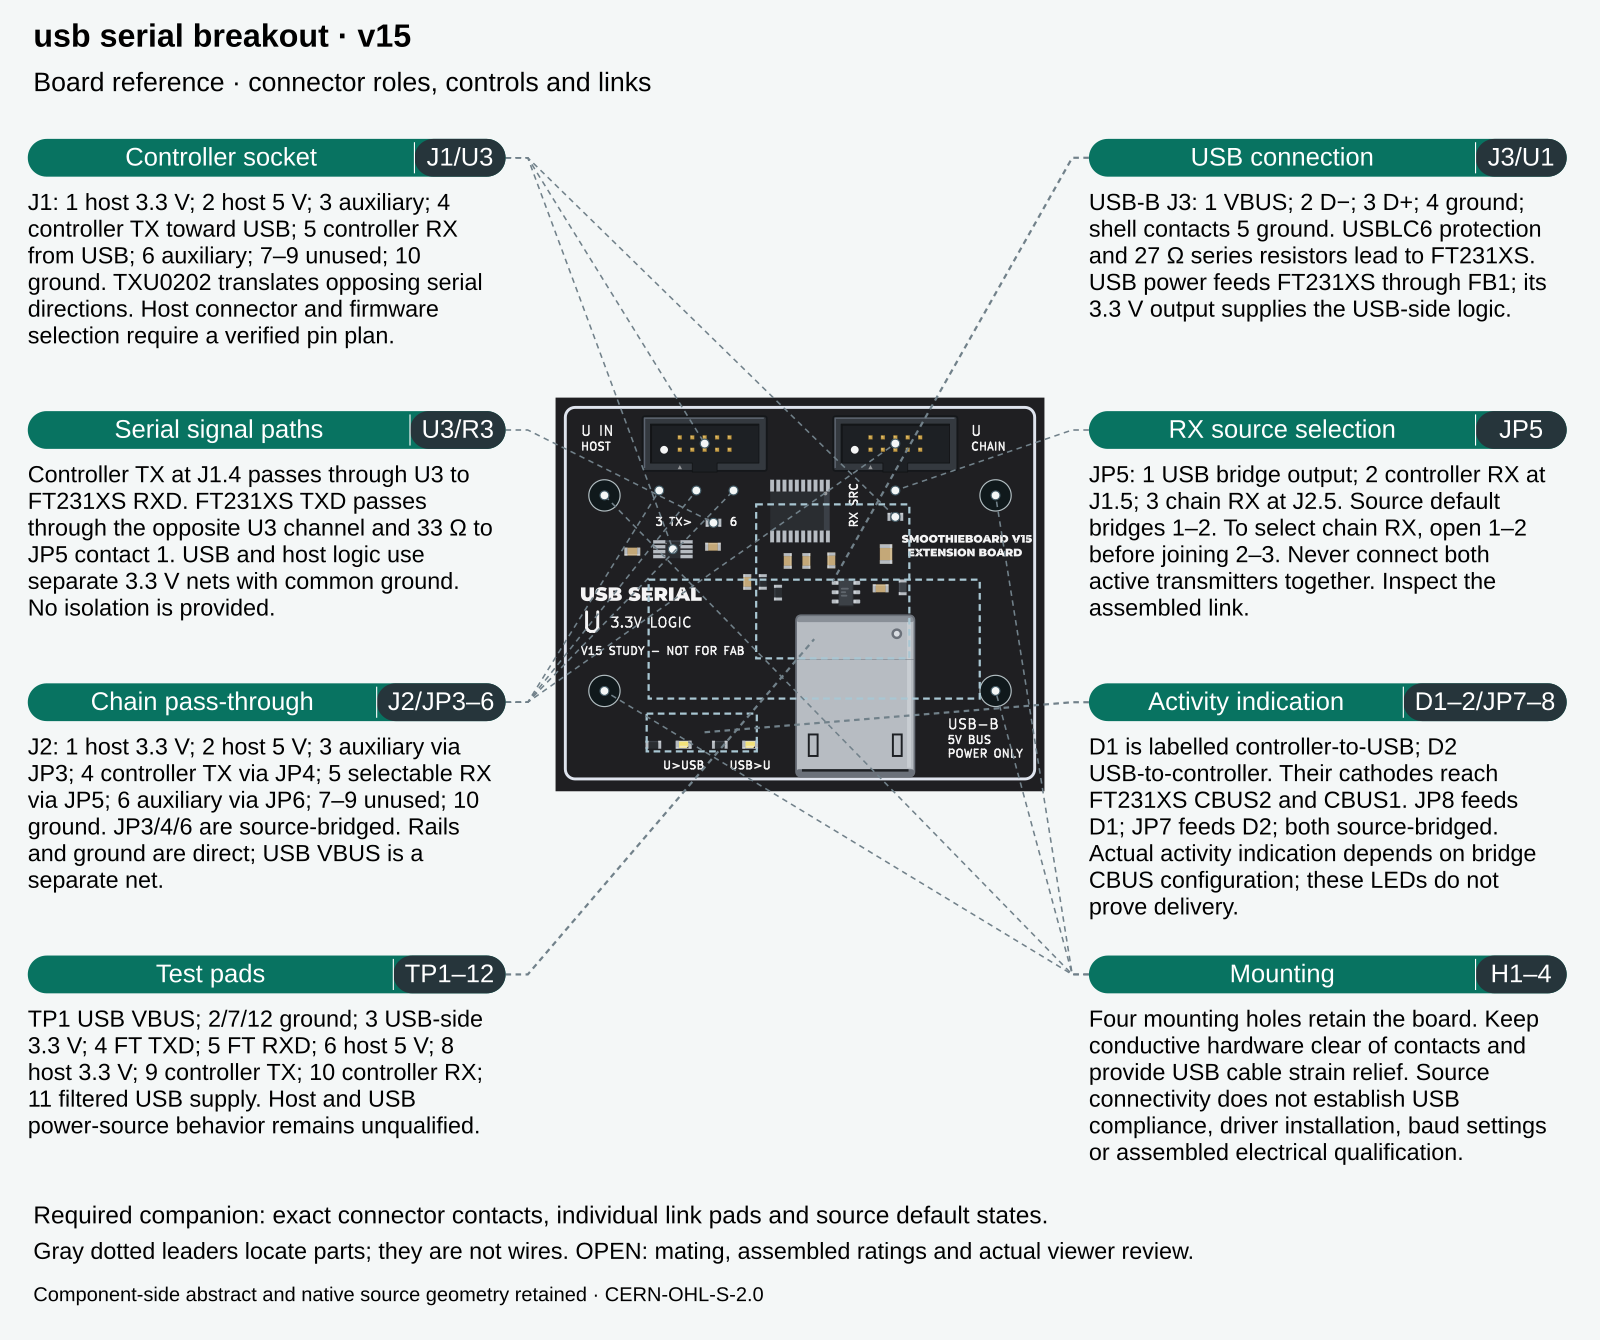 usb serial breakout · v15
Board reference · connector roles, controls and links
Controller socket J1/U3
J1: 1 host 3.3 V; 2 host 5 V; 3 auxiliary; 4
controller TX toward USB; 5 controller RX
from USB; 6 auxiliary; 7–9 unused; 10
ground. TXU0202 translates opposing serial
directions. Host connector and firmware
selection require a verified pin plan.
Serial signal paths U3/R3
Controller TX at J1.4 passes through U3 to
FT231XS RXD. FT231XS TXD passes
through the opposite U3 channel and 33 Ω to
JP5 contact 1. USB and host logic use
separate 3.3 V nets with common ground.
No isolation is provided.
Chain pass-through J2/JP3–6
J2: 1 host 3.3 V; 2 host 5 V; 3 auxiliary via
JP3; 4 controller TX via JP4; 5 selectable RX
via JP5; 6 auxiliary via JP6; 7–9 unused; 10
ground. JP3/4/6 are source-bridged. Rails
and ground are direct; USB VBUS is a
separate net.
Test pads TP1–12
TP1 USB VBUS; 2/7/12 ground; 3 USB-side
3.3 V; 4 FT TXD; 5 FT RXD; 6 host 5 V; 8
host 3.3 V; 9 controller TX; 10 controller RX;
11 filtered USB supply. Host and USB
power-source behavior remains unqualified.
U IN
HOST
U
CHAIN
3 TX> 6
RX SRC
SMOOTHIEBOARD V15
EXTENSION BOARD
USB SERIAL
U 3.3V LOGIC
V15 STUDY – NOT FOR FAB
USB–B
5V BUS
POWER ONLY
U>USB USB>U
USB connection J3/U1
USB-B J3: 1 VBUS; 2 D−; 3 D+; 4 ground;
shell contacts 5 ground. USBLC6 protection
and 27 Ω series resistors lead to FT231XS.
USB power feeds FT231XS through FB1; its
3.3 V output supplies the USB-side logic.
RX source selection JP5
JP5: 1 USB bridge output; 2 controller RX at
J1.5; 3 chain RX at J2.5. Source default
bridges 1–2. To select chain RX, open 1–2
before joining 2–3. Never connect both
active transmitters together. Inspect the
assembled link.
Activity indication D1–2/JP7–8
D1 is labelled controller-to-USB; D2
USB-to-controller. Their cathodes reach
FT231XS CBUS2 and CBUS1. JP8 feeds
D1; JP7 feeds D2; both source-bridged.
Actual activity indication depends on bridge
CBUS configuration; these LEDs do not
prove delivery.
Mounting H1–4
Four mounting holes retain the board. Keep
conductive hardware clear of contacts and
provide USB cable strain relief. Source
connectivity does not establish USB
compliance, driver installation, baud settings
or assembled electrical qualification.
Required companion: exact connector contacts, individual link pads and source default states.
Gray dotted leaders locate parts; they are not wires. OPEN: mating, assembled ratings and actual viewer review.
Component-side abstract and native source geometry retained · CERN-OHL-S-2.0